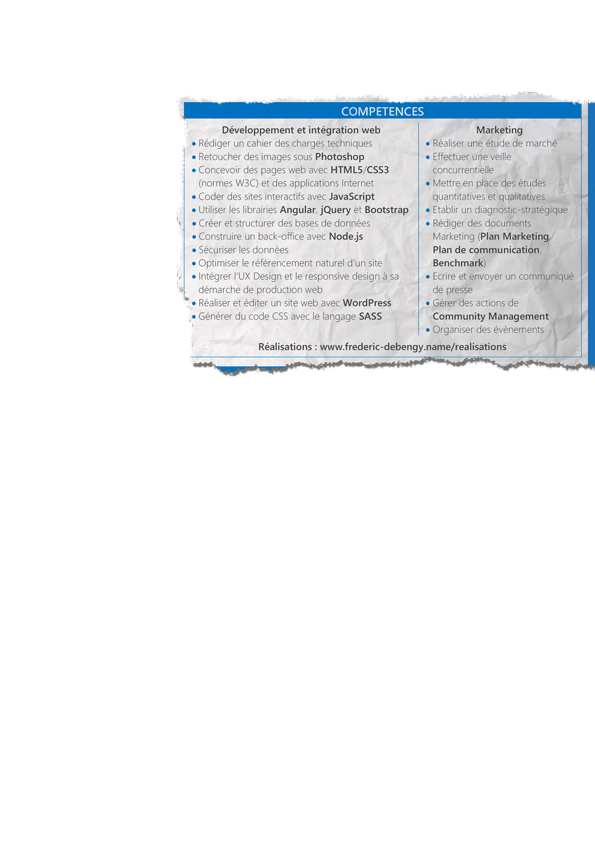 COMPETENCES
Développement et intégration web
• Rédiger un cahier des charges techniques
• Retoucher des images sous Photoshop
• Concevoir des pages web avec HTML5/CSS3
(normes W3C) et des applications Internet
• Coder des sites interactifs avec JavaScript
• Utiliser les librairies Angular, jQuery et Bootstrap
• Créer et structurer des bases de données
• Construire un back-office avec Node.js
• Sécuriser les données
• Optimiser le référencement naturel d'un site
• Intégrer l'UX Design et le responsive design à sa
démarche de production web
• Réaliser et éditer un site web avec WordPress
• Générer du code CSS avec le langage SASS
Marketing
• Réaliser une étude de marché
• Effectuer une veille
concurrentielle
• Mettre en place des études
quantitatives et qualitatives
• Etablir un diagnostic-stratégique
• Rédiger des documents
Marketing (Plan Marketing,
Plan de communication,
Benchmark)
• Ecrire et envoyer un communiqué
de presse
• Gérer des actions de
Community Management
• Organiser des évènements
Réalisations : www.frederic-debengy.name/realisations